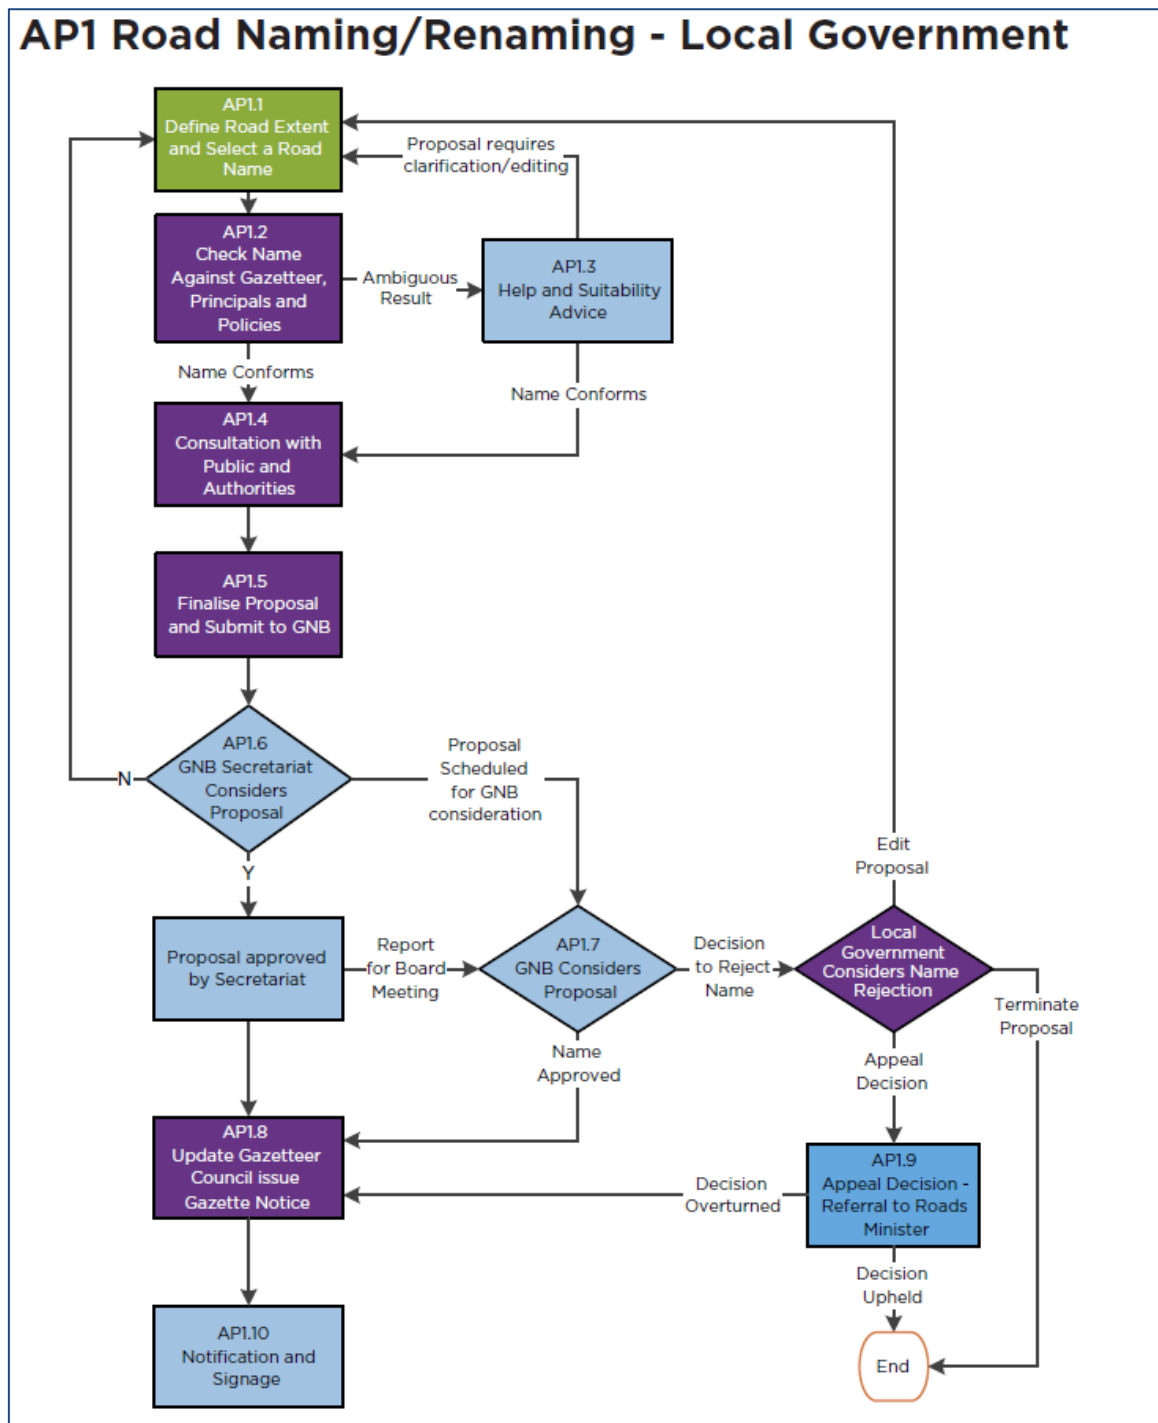 AP1 Road Naming/Renaming - Local Government
AP1.1
Define Road Extent
and Select a Road
Name
Proposal requires
clarification/editing
AP1.2
Check Name
Against Gazetteer,
Principals and
Policies
Ambiguous
Result
AP1.3
Help and Suitability
Advice
Name Conforms
Name Conforms
AP1.4
Consultation with
Public and
Authorities
AP1.5
Finalise Proposal
and Submit to GNB
AP1.6
GNB Secretariat
Considers
Proposal
N
Proposal
Scheduled
for GNB
consideration
Y
Edit
Proposal
Proposal approved
by Secretariat
Report
for Board
Meeting
AP1.7
GNB Considers
Proposal
Decision
to Reject
Name
Local
Government
Considers Name
Rejection
Terminate
Proposal
Name
Approved
Appeal
Decision
AP1.8
Update Gazetteer
Council issue
Gazette Notice
Decision
Overturned
AP1.9
Appeal Decision -
Referral to Roads
Minister
Decision
Upheld
AP1.10
Notification and
Signage
End